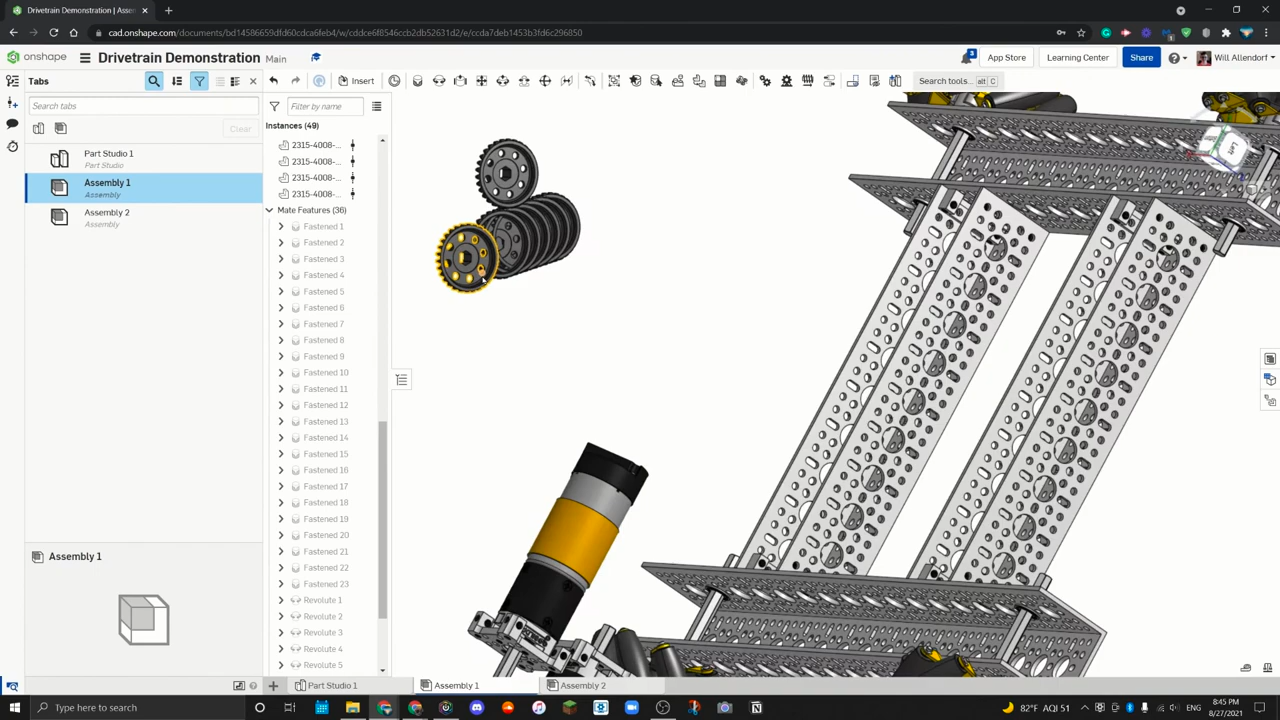 Drivetrain Demonstration | Assem
cad.onshape.com/documents/bd14586659dfd60cdca6feb4/w/cddce6f8546ccb2db52631d2/e/ccda7deb1453b3fd6c296850
onshape
Drivetrain Demonstration Main
3
App Store
Learning Center
Share
Will Allendorf
Tabs
Insert
Search tools... alt C
Search tabs
Clear
Part Studio 1
Part Studio
Assembly 1
Assembly
Assembly 2
Assembly
Filter by name
Instances (49)
2315-4008-...
2315-4008-...
2315-4008-...
2315-4008-...
Mate Features (36)
Fastened 1
Fastened 2
Fastened 3
Fastened 4
Fastened 5
Fastened 6
Fastened 7
Fastened 8
Fastened 9
Fastened 10
Fastened 11
Fastened 12
Fastened 13
Fastened 14
Fastened 15
Fastened 16
Fastened 17
Fastened 18
Fastened 19
Fastened 20
Fastened 21
Fastened 22
Fastened 23
Revolute 1
Revolute 2
Revolute 3
Revolute 4
Revolute 5
Left
Assembly 1
Part Studio 1
Assembly 1
Assembly 2
Type here to search
82°F AQI 51
ENG
8:45 PM
8/27/2021